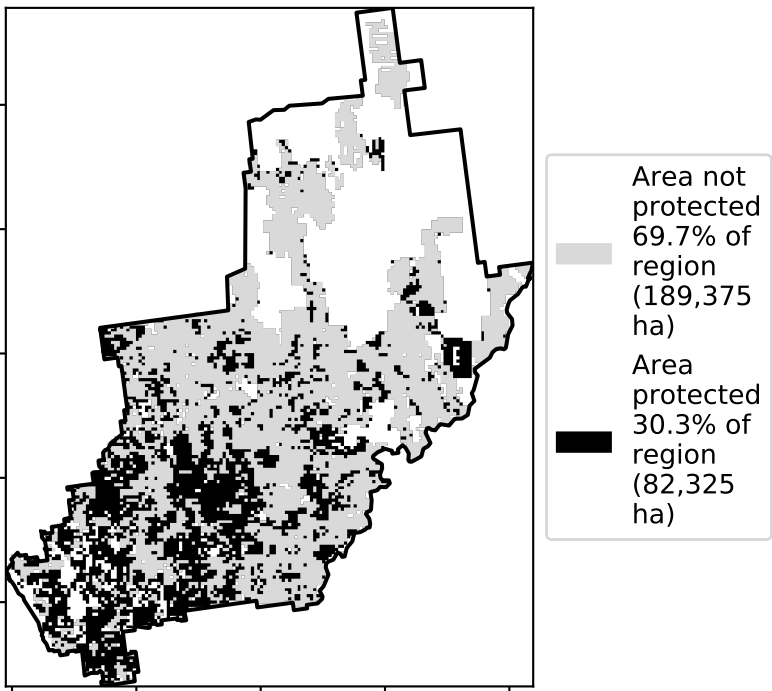 Area not
protected
69.7% of
region
(189,375
ha)
Area
protected
30.3% of
region
(82,325
ha)